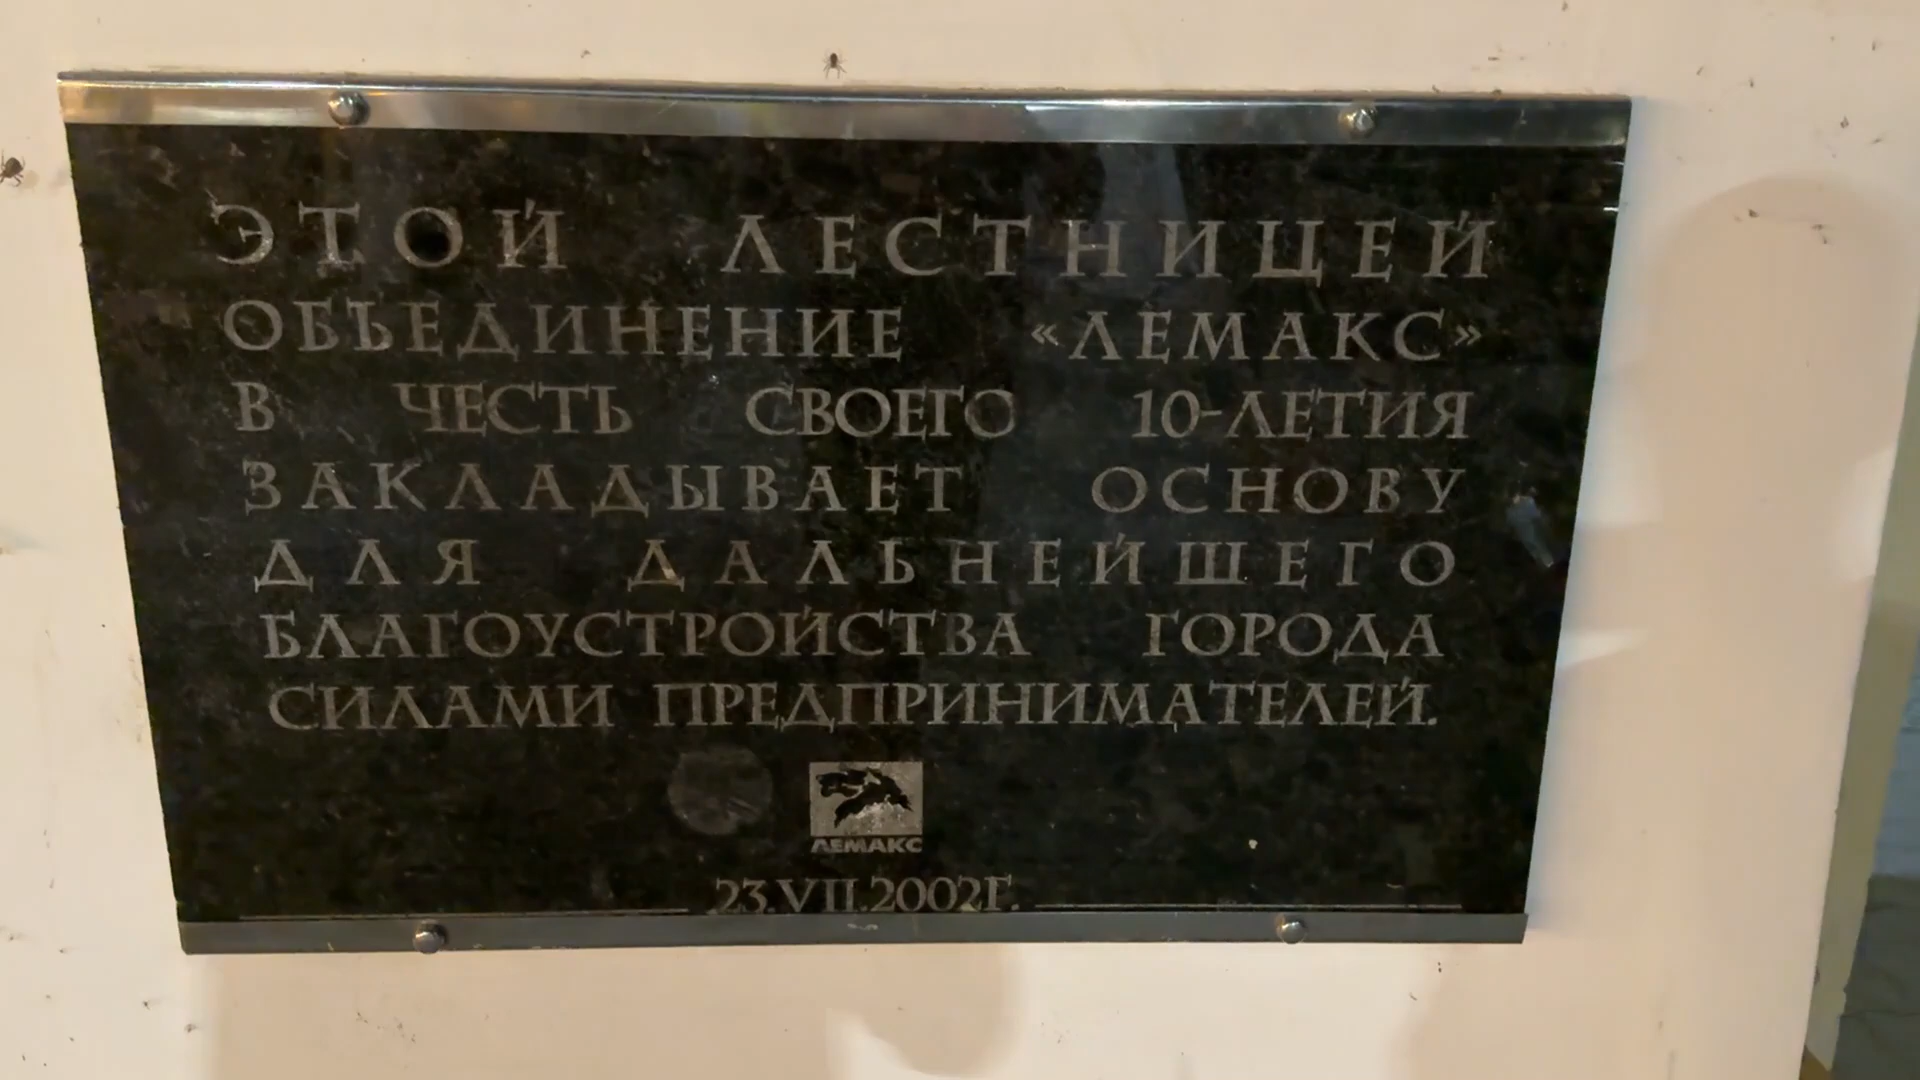 ЭТОЙ ЛЕСТНИЦЕЙ
ОБЪЕДИНЕНИЕ «ЛЕМАКС»
В ЧЕСТЬ СВОЕГО 10-ЛЕТИЯ
ЗАКЛАДЫВАЕТ ОСНОВУ
ДЛЯ ДАЛЬНЕЙШЕГО
БЛАГОУСТРОЙСТВА ГОРОДА
СИЛАМИ ПРЕДПРИНИМАТЕЛЕЙ.
ЛЕМАКС
23.VII.2002Г.